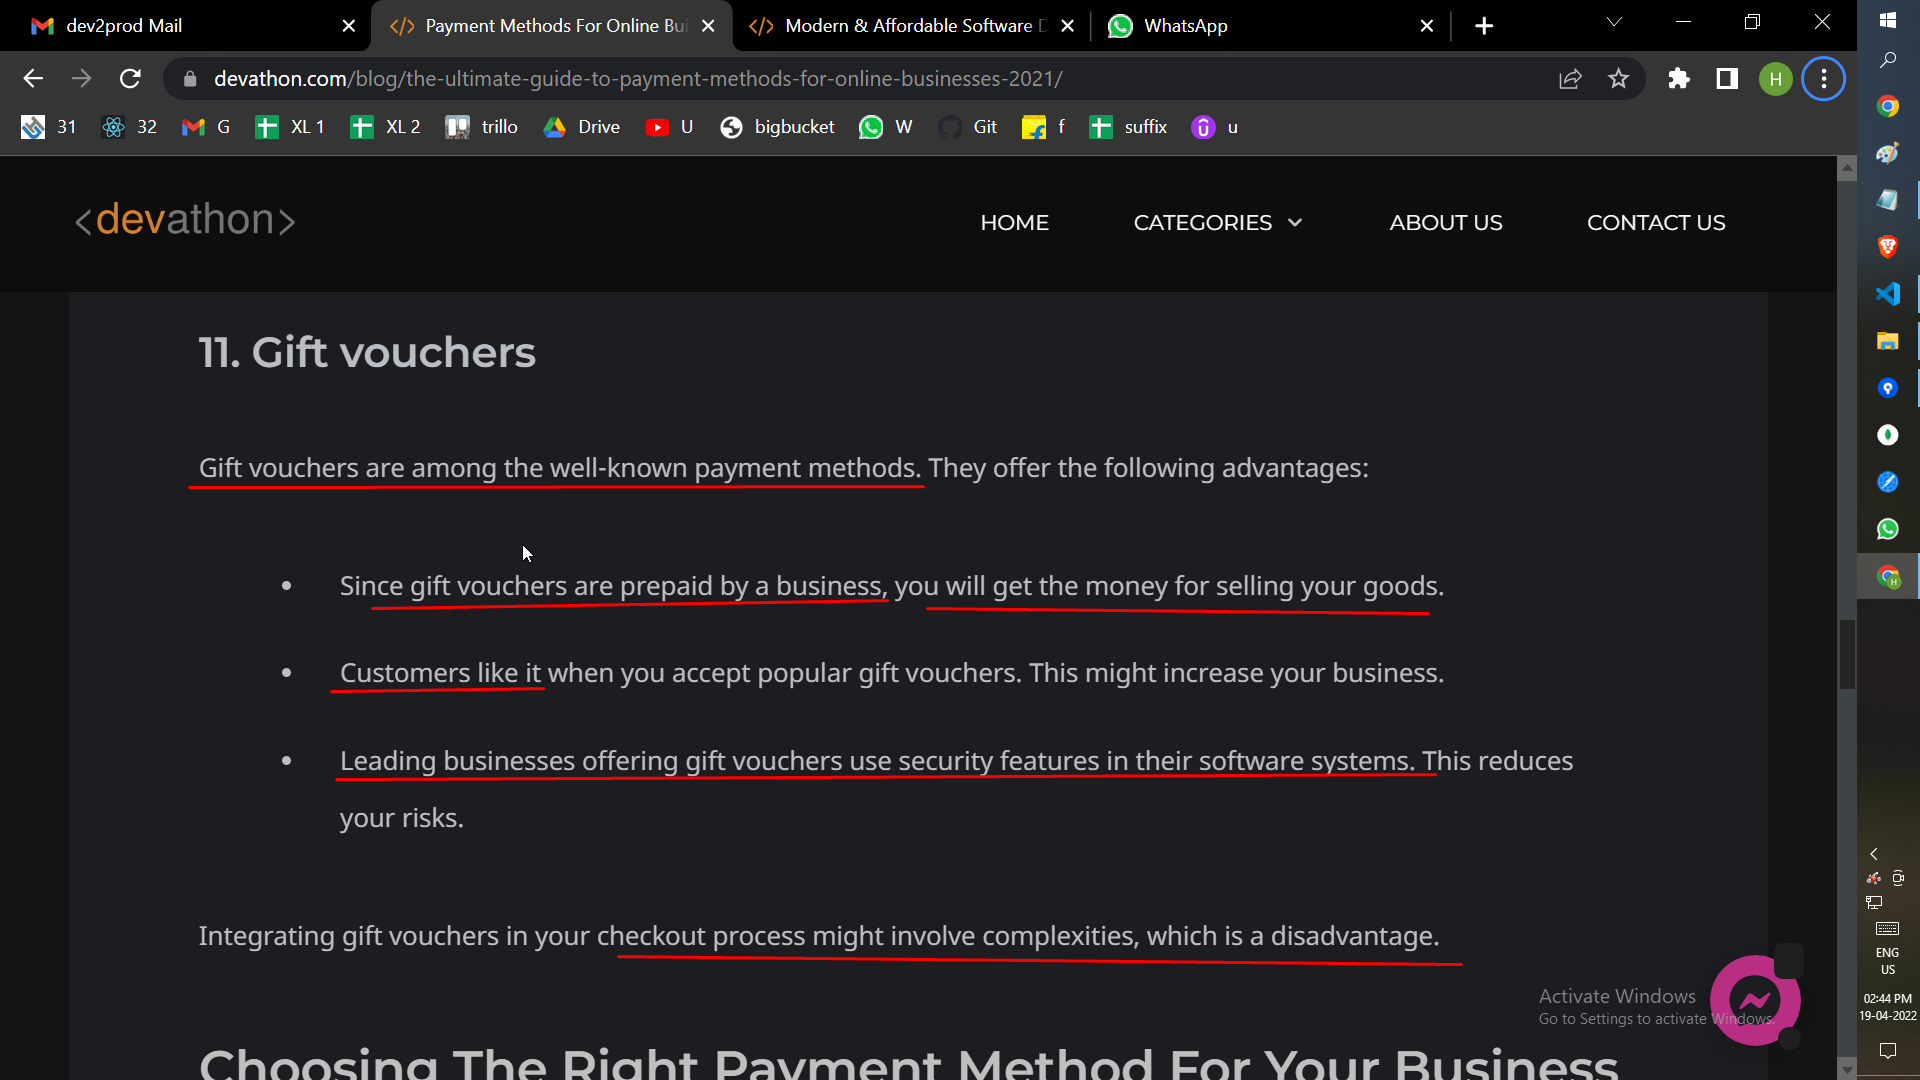 dev2prod Mail
Payment Methods For Online Bu
Modern & Affordable Software D
WhatsApp
devathon.com/blog/the-ultimate-guide-to-payment-methods-for-online-businesses-2021/
H
31
32
G
XL 1
XL 2
trillo
Drive
U
bigbucket
W
Git
f
suffix
u
<devathon>
HOME
CATEGORIES
ABOUT US
CONTACT US
11. Gift vouchers
Gift vouchers are among the well-known payment methods. They offer the following advantages:
• Since gift vouchers are prepaid by a business, you will get the money for selling your goods.
• Customers like it when you accept popular gift vouchers. This might increase your business.
• Leading businesses offering gift vouchers use security features in their software systems. This reduces
your risks.
Integrating gift vouchers in your checkout process might involve complexities, which is a disadvantage.
Choosing The Right Payment Method For Your Business
Activate Windows
Go to Settings to activate Windows.
ENG
US
02:44 PM
19-04-2022